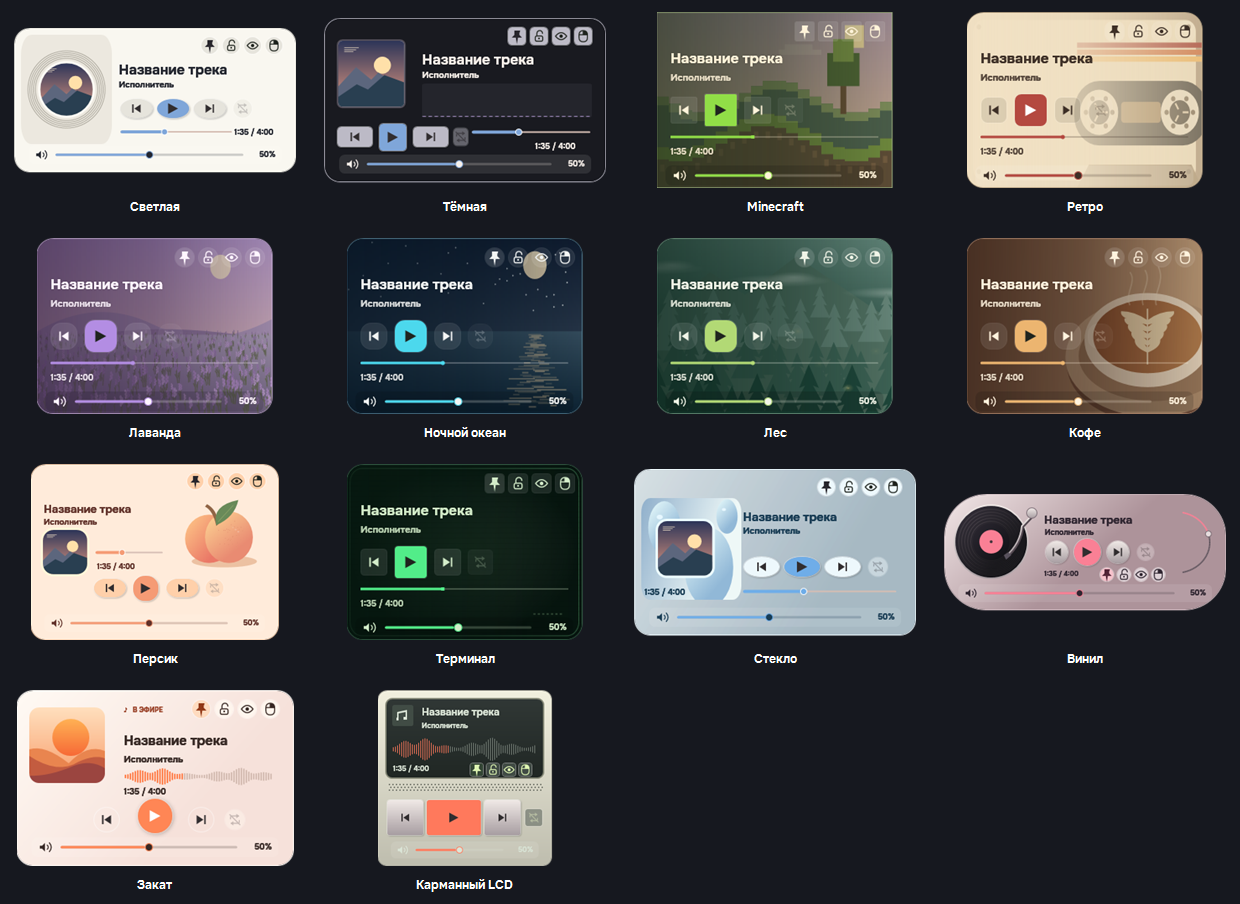 Название трека
Исполнитель
1:35 / 4:00
50%
Светлая
Название трека
Исполнитель
1:35 / 4:00
50%
Тёмная
Название трека
Исполнитель
1:35 / 4:00
50%
Minecraft
Название трека
Исполнитель
1:35 / 4:00
50%
Ретро
Название трека
Исполнитель
1:35 / 4:00
50%
Лаванда
Название трека
Исполнитель
1:35 / 4:00
50%
Ночной океан
Название трека
Исполнитель
1:35 / 4:00
50%
Лес
Название трека
Исполнитель
1:35 / 4:00
50%
Кофе
Название трека
Исполнитель
1:35 / 4:00
50%
Персик
Название трека
Исполнитель
1:35 / 4:00
50%
Терминал
Название трека
Исполнитель
1:35 / 4:00
50%
Стекло
Название трека
Исполнитель
1:35 / 4:00
50%
Винил
♪ В ЭФИРЕ
Название трека
Исполнитель
1:35 / 4:00
50%
Закат
Название трека
Исполнитель
1:35 / 4:00
50%
Карманный LCD